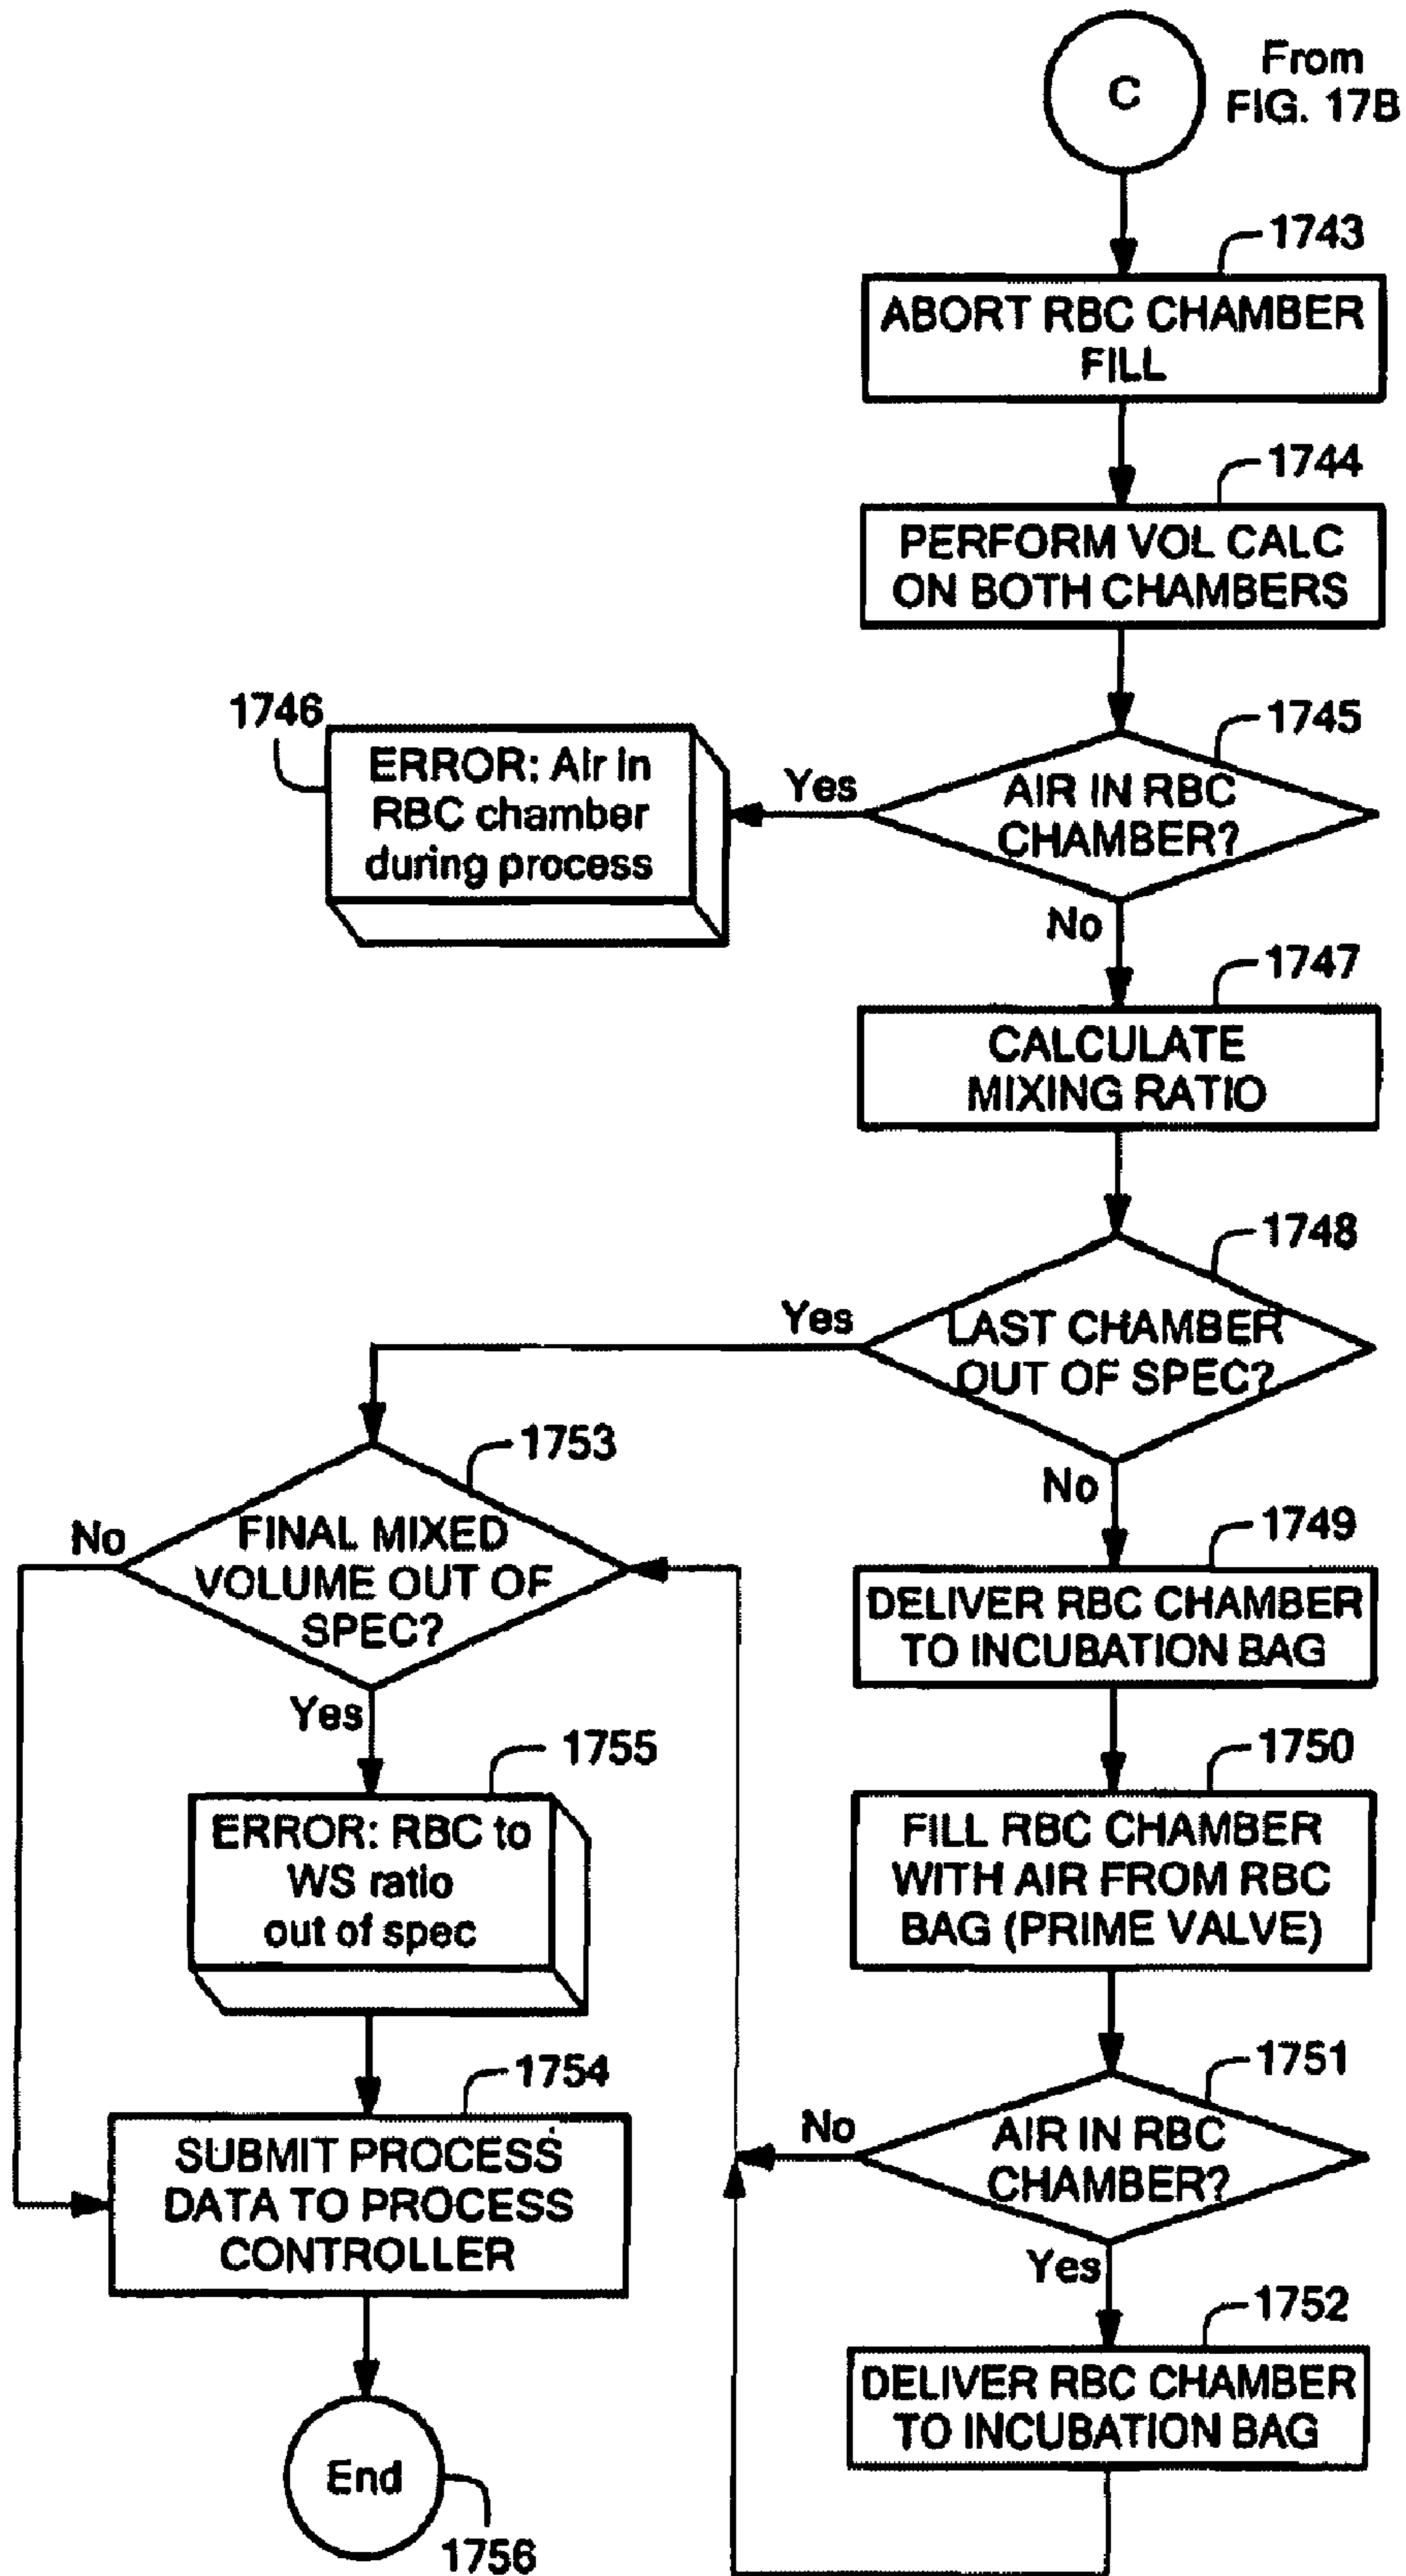 C
From
FIG. 17B
1743
ABORT RBC CHAMBER
FILL
1744
PERFORM VOL CALC
ON BOTH CHAMBERS
1745
AIR IN RBC
CHAMBER?
Yes
1746
ERROR: Air in
RBC chamber
during process
No
1747
CALCULATE
MIXING RATIO
1748
LAST CHAMBER
OUT OF SPEC?
Yes
No
1749
DELIVER RBC CHAMBER
TO INCUBATION BAG
1750
FILL RBC CHAMBER
WITH AIR FROM RBC
BAG (PRIME VALVE)
1751
AIR IN RBC
CHAMBER?
No
Yes
1752
DELIVER RBC CHAMBER
TO INCUBATION BAG
1753
FINAL MIXED
VOLUME OUT OF
SPEC?
No
Yes
1755
ERROR: RBC to
WS ratio
out of spec
1754
SUBMIT PROCESS
DATA TO PROCESS
CONTROLLER
End
1756